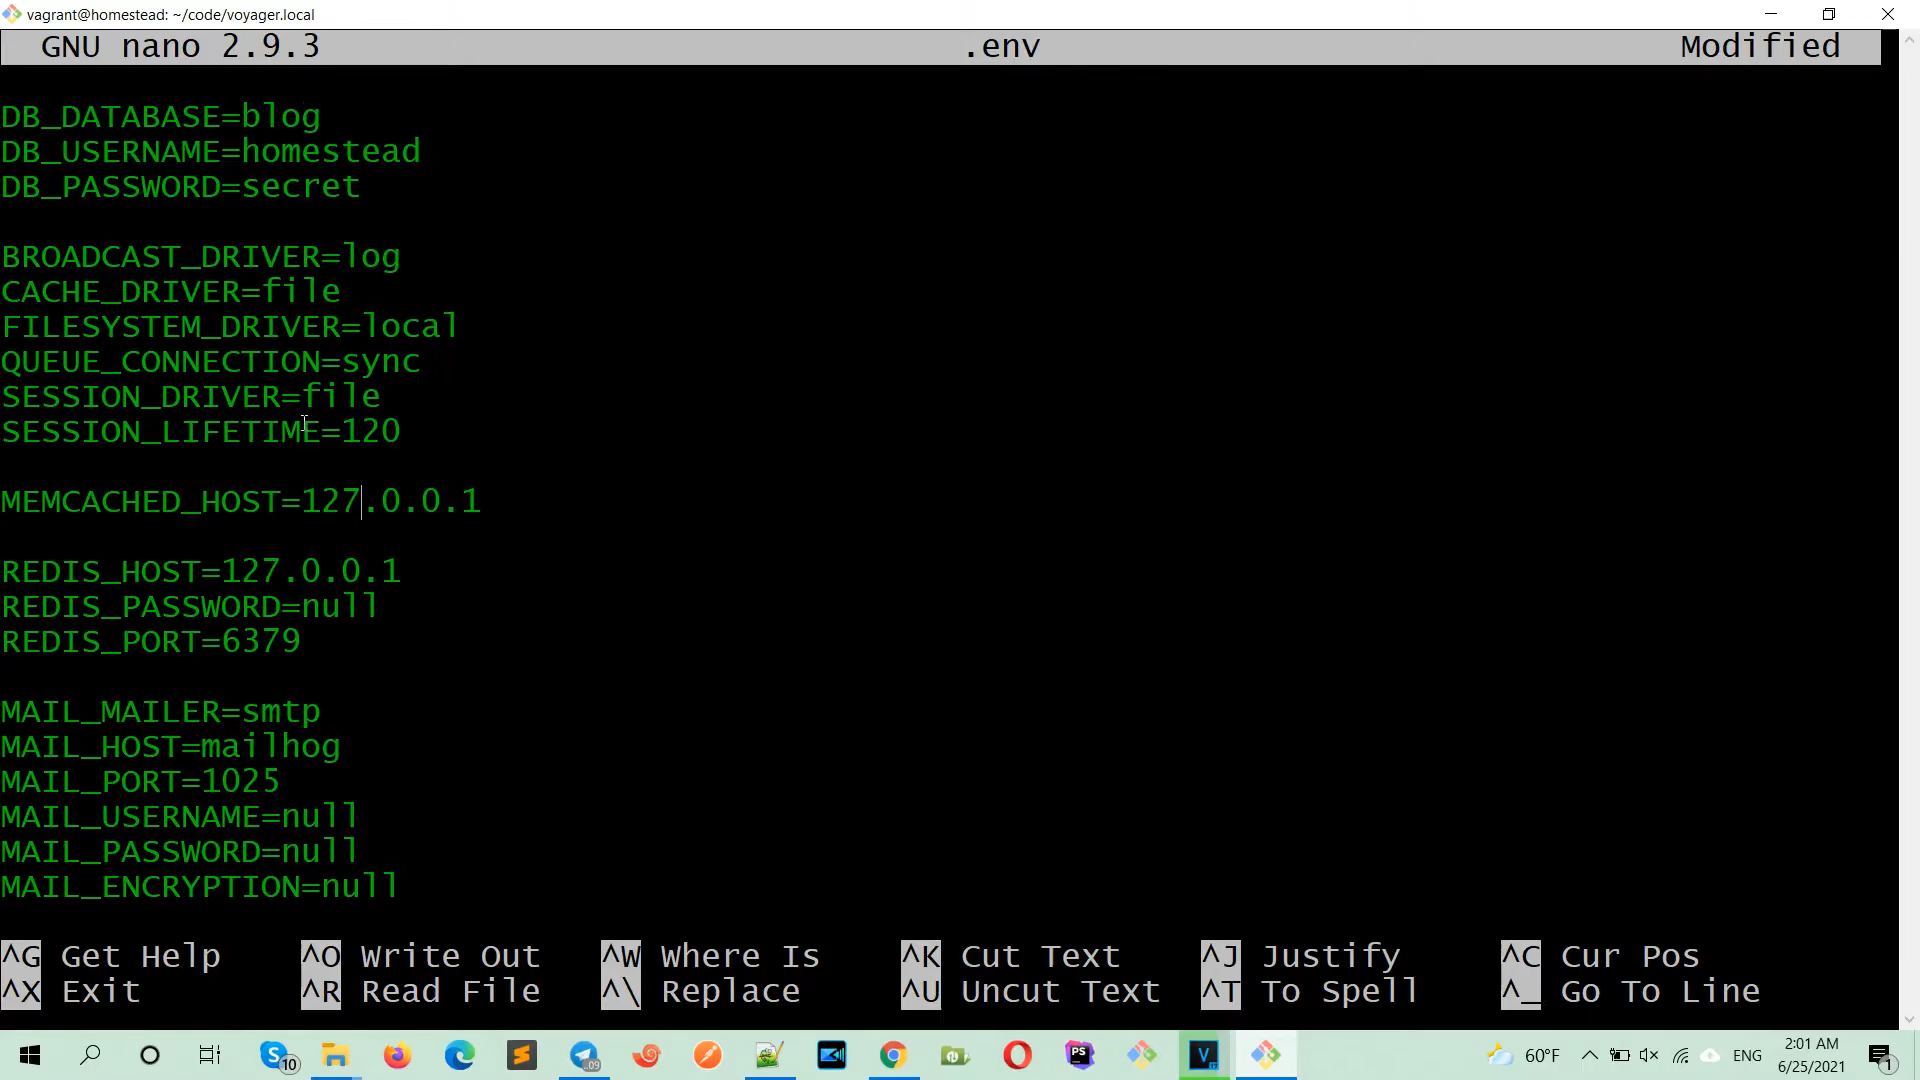 vagrant@homestead: ~/code/voyager.local
GNU nano 2.9.3 .env Modified
DB_DATABASE=blog
DB_USERNAME=homestead
DB_PASSWORD=secret
BROADCAST_DRIVER=log
CACHE_DRIVER=file
FILESYSTEM_DRIVER=local
QUEUE_CONNECTION=sync
SESSION_DRIVER=file
SESSION_LIFETIME=120
MEMCACHED_HOST=127.0.0.1
REDIS_HOST=127.0.0.1
REDIS_PASSWORD=null
REDIS_PORT=6379
MAIL_MAILER=smtp
MAIL_HOST=mailhog
MAIL_PORT=1025
MAIL_USERNAME=null
MAIL_PASSWORD=null
MAIL_ENCRYPTION=null
^G Get Help ^O Write Out ^W Where Is ^K Cut Text ^J Justify ^C Cur Pos
^X Exit ^R Read File ^\ Replace ^U Uncut Text ^T To Spell ^_ Go To Line
10 .09 PS V 60°F ENG 2:01 AM
6/25/2021 1